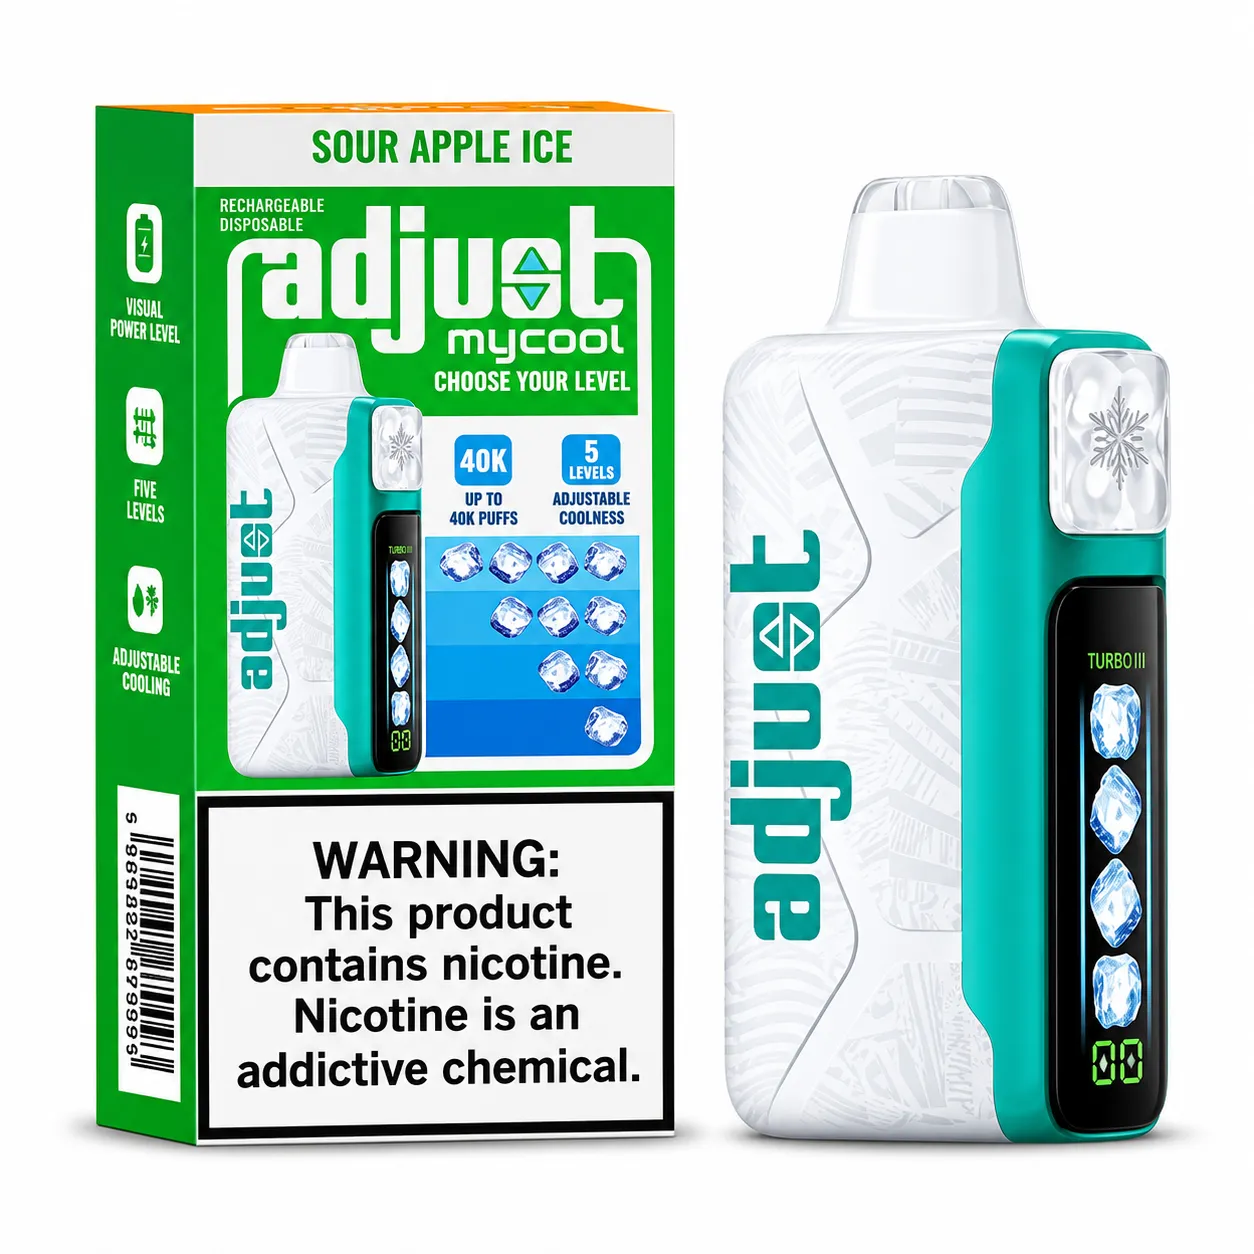 SOUR APPLE ICE
RECHARGEABLE
DISPOSABLE
adjust
mycool
CHOOSE YOUR LEVEL
40K
UP TO
40K PUFFS
5
LEVELS
ADJUSTABLE
COOLNESS
adjust
TURBO III
00
WARNING:
This product
contains nicotine.
Nicotine is an
addictive chemical.
VISUAL
POWER LEVEL
FIVE
LEVELS
ADJUSTABLE
COOLING
adjust
TURBO III
00